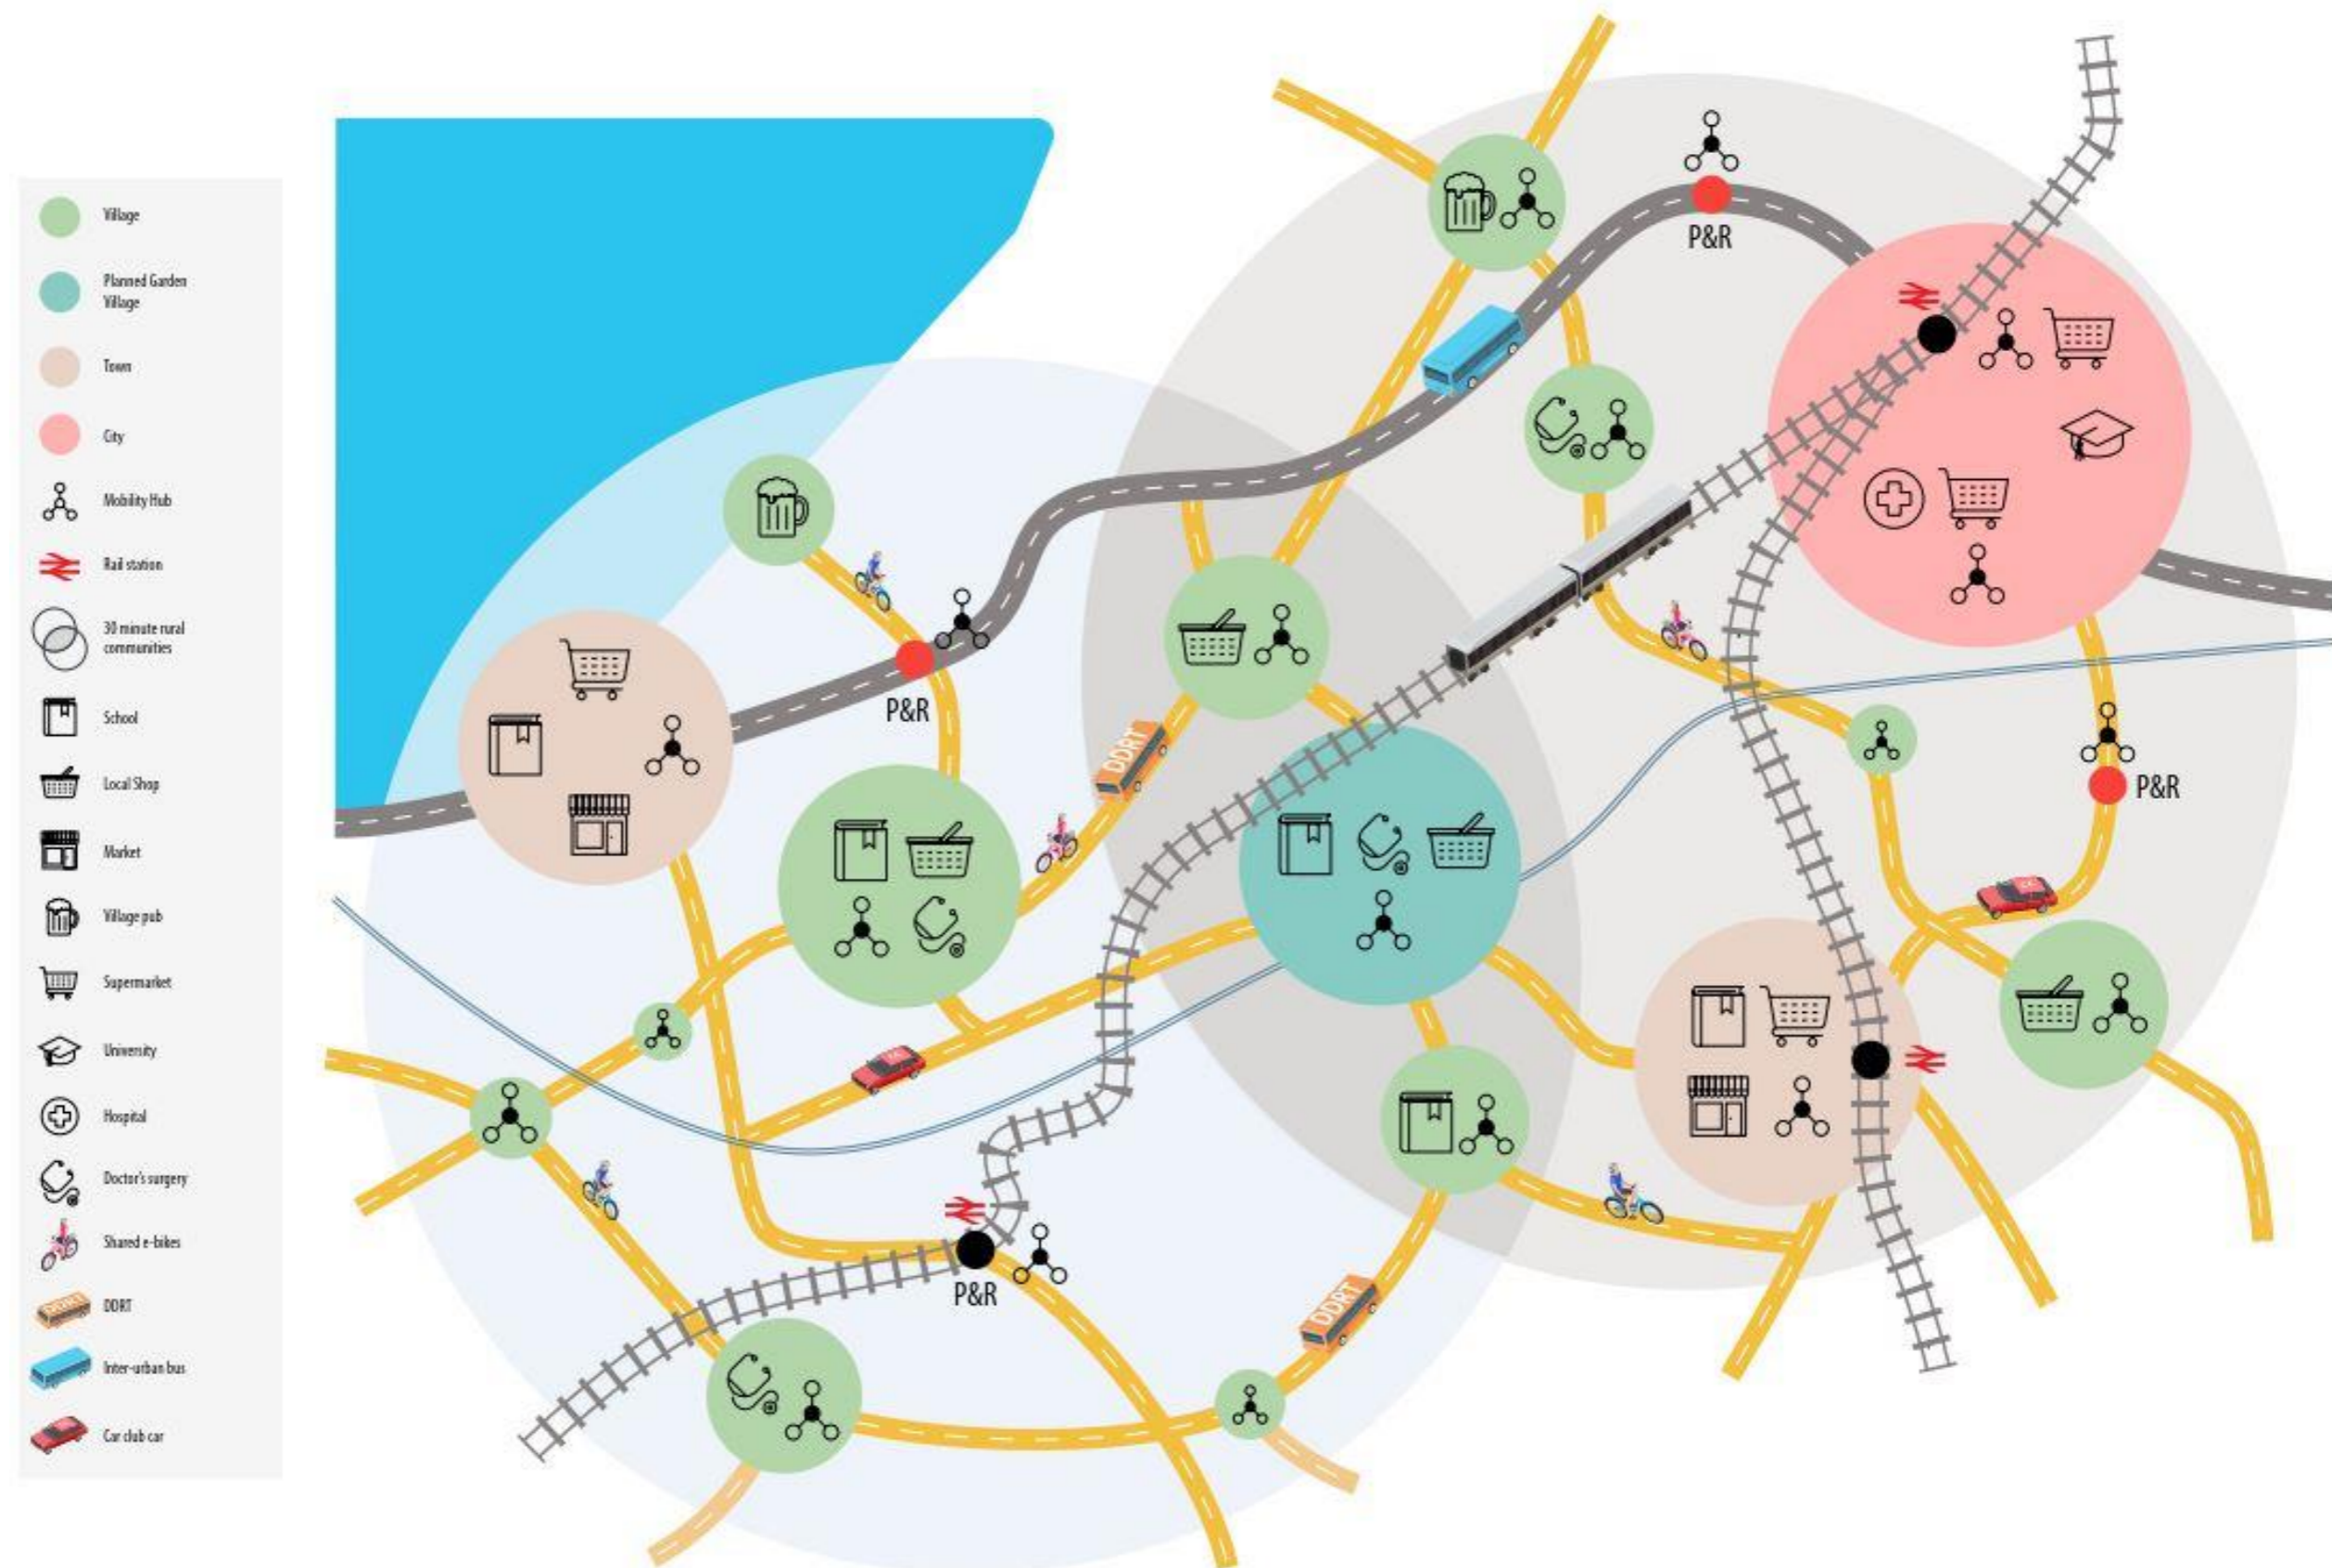 Village
Planned Garden
Village
Town
City
Mobility Hub
Rail station
30 minute rural
communities
School
Local Shop
Market
Village pub
Supermarket
University
Hospital
Doctor's surgery
Shared e-bikes
DDRT
DDRT
Inter-urban bus
Car club car
P&R
P&R
DDRT
P&R
P&R
DDRT